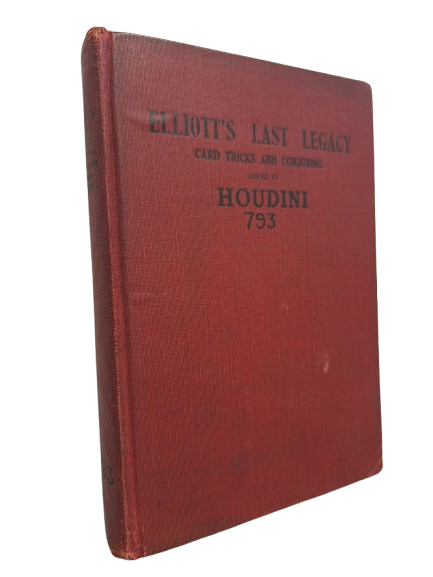 ELLIOTT'S LAST LEGACY
CARD TRICKS AND CONJURING
EDITED BY
HOUDINI
793